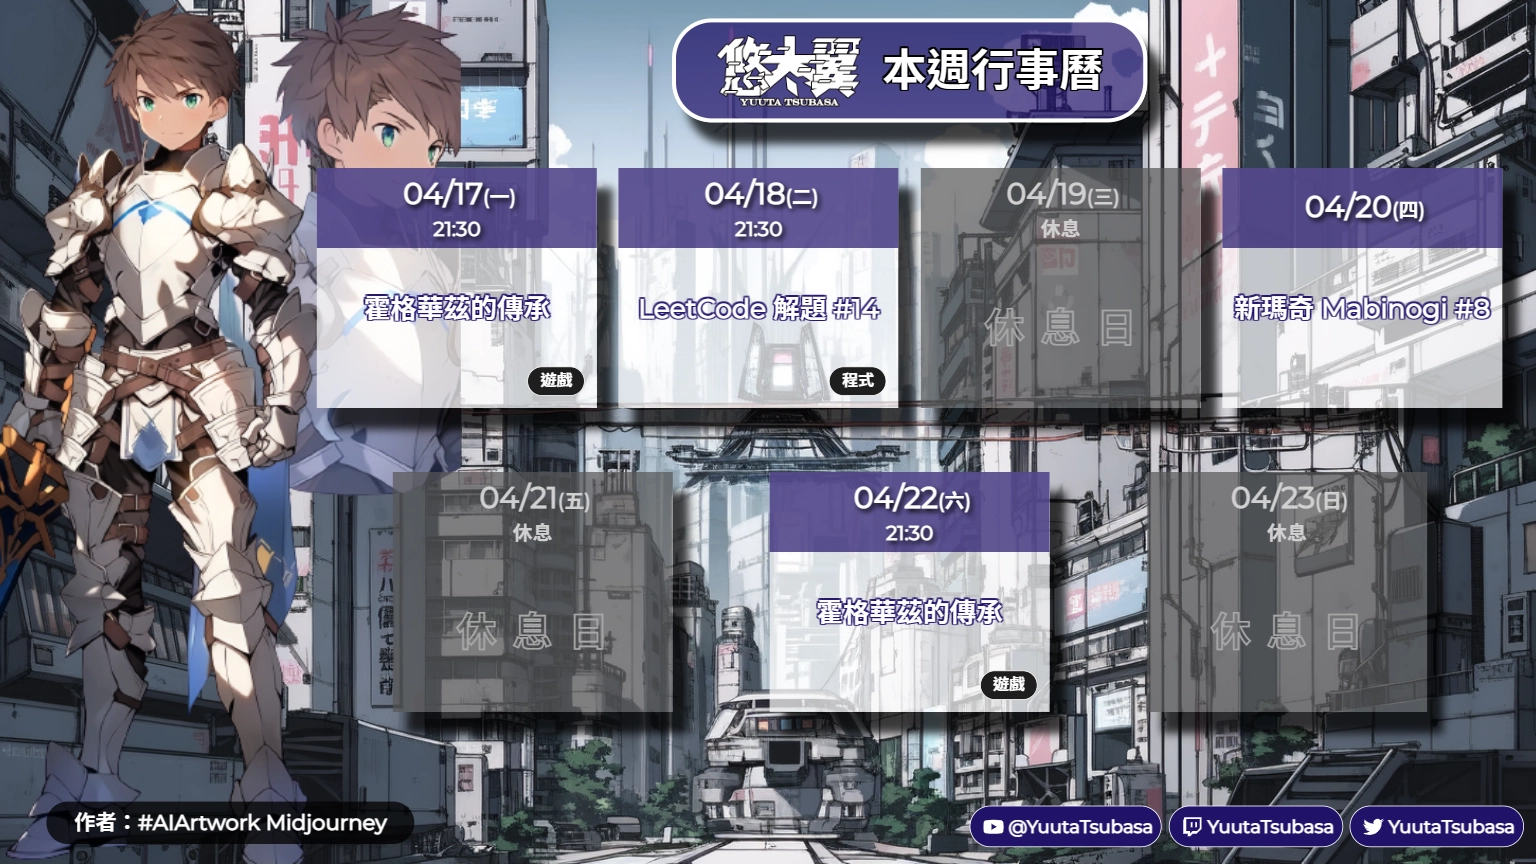 悠太翼
YUUTA TSUBASA
本週行事曆
04/17(一)
21:30
霍格華茲的傳承
遊戲
04/18(二)
21:30
LeetCode 解題 #14
程式
04/19(三)
休息
休息日
04/20(四)
新瑪奇 Mabinogi #8
04/21(五)
休息
休息日
04/22(六)
21:30
霍格華茲的傳承
遊戲
04/23(日)
休息
休息日
作者：#AIArtwork Midjourney
@YuutaTsubasa
YuutaTsubasa
YuutaTsubasa